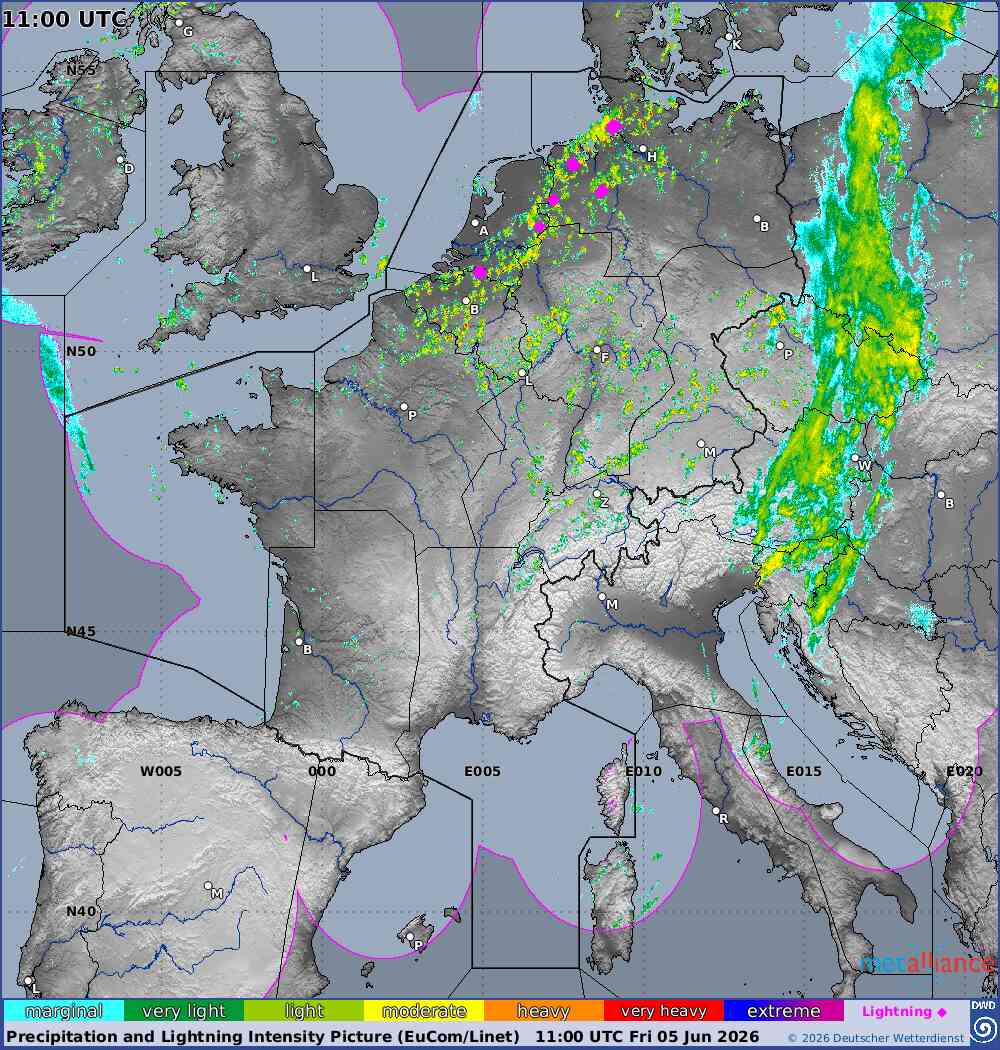 11:00 UTC
G
K
N55
D
H
A
B
L
B
N50
F
P
L
P
M
W
Z
B
M
N45
B
W005
000
E005
E010
E015
E020
R
M
N40
P
L
metalliance
marginal
very light
light
moderate
heavy
very heavy
extreme
Lightning ◆
DWD
Precipitation and Lightning Intensity Picture (EuCom/Linet) 11:00 UTC Fri 05 Jun 2026
© 2026 Deutscher Wetterdienst